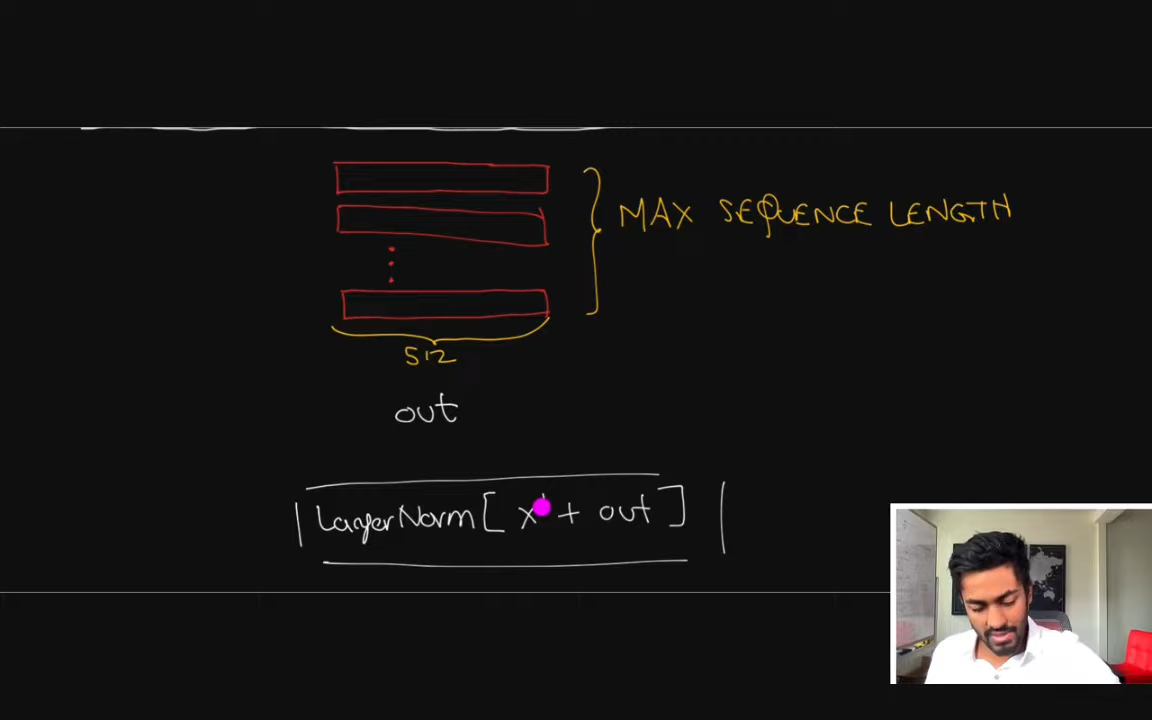 MAX SEQUENCE LENGTH
512
out
LayerNorm[ x' + out ]